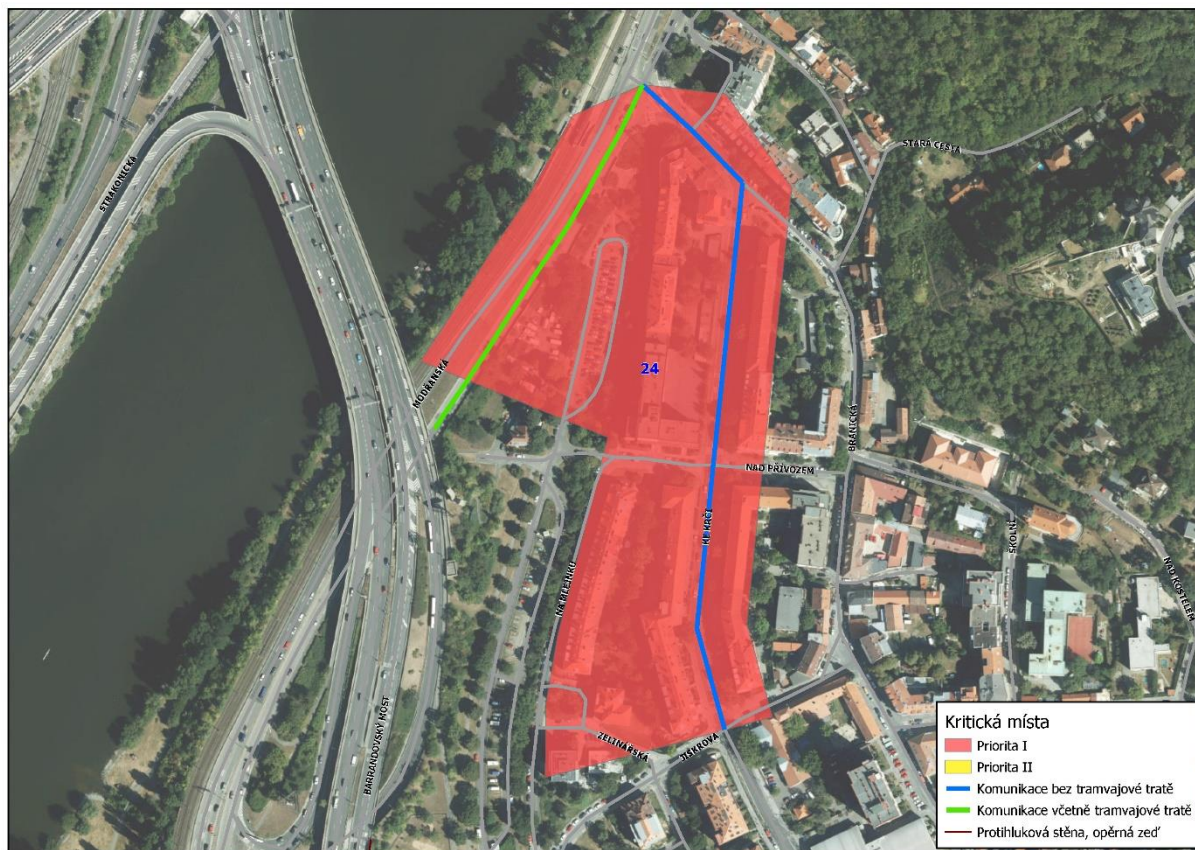 STRAKONICKÁ
STARÁ CESTA
MODŘANSKÁ
24
BRANICKÁ
NAD PŘÍVOZEM
KE KRČI
ŠKOLNÍ
NAD KOSTELEM
NA MLEJNKU
BARRANDOVSKÝ MOST
ZELINÁŘSKÁ
JISKROVA
Kritická místa
Priorita I
Priorita II
Komunikace bez tramvajové tratě
Komunikace včetně tramvajové tratě
Protihluková stěna, opěrná zeď